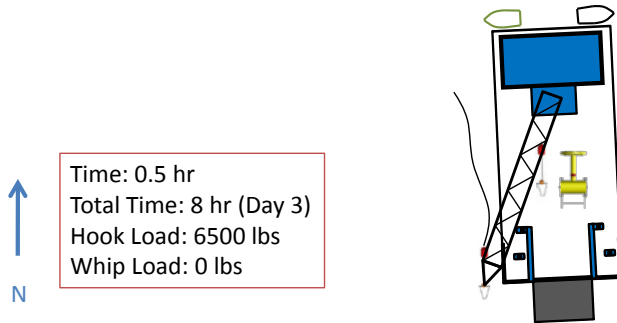 Time: 0.5 hr
Total Time: 8 hr (Day 3)
Hook Load: 6500 lbs
Whip Load: 0 lbs
N